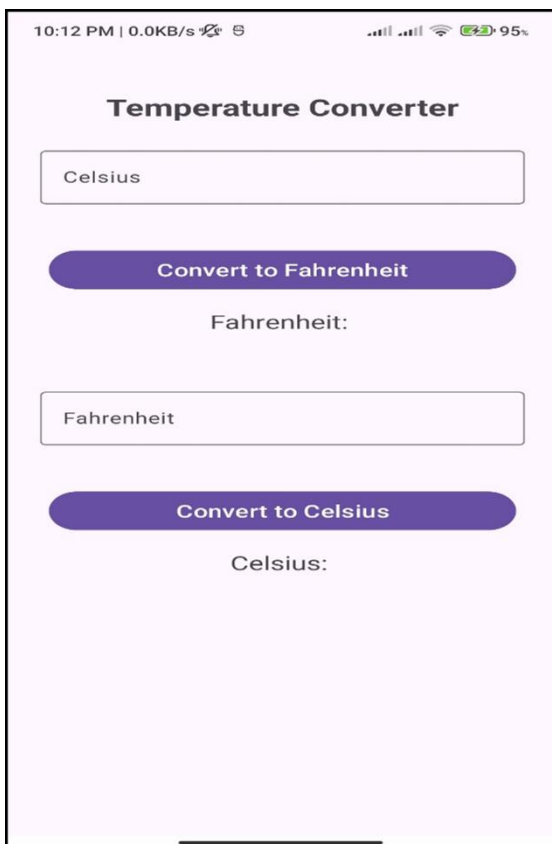 10:12 PM | 0.0KB/s 95%
Temperature Converter
Celsius
Convert to Fahrenheit
Fahrenheit:
Fahrenheit
Convert to Celsius
Celsius: